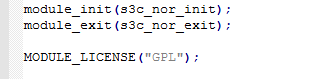 module_init(s3c_nor_init);
module_exit(s3c_nor_exit);
MODULE_LICENSE("GPL");